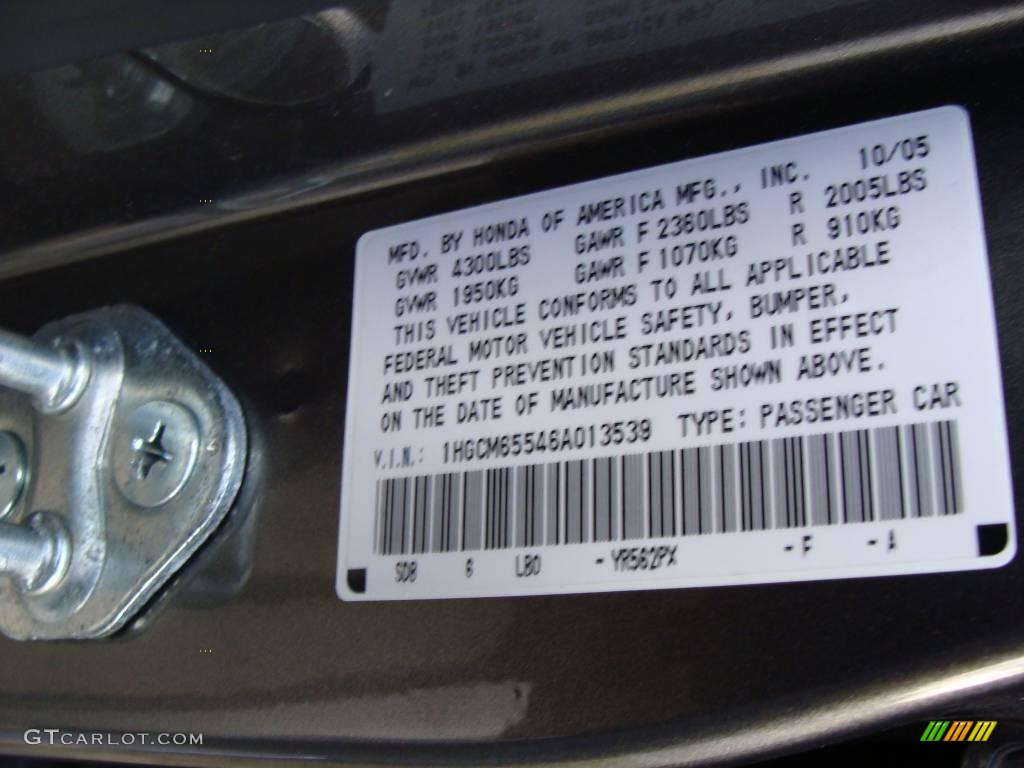 MFD. BY HONDA OF AMERICA MFG., INC. 10/05
GVWR 4300LBS GAWR F 2360LBS R 2005LBS
GVWR 1950KG GAWR F 1070KG R 910KG
THIS VEHICLE CONFORMS TO ALL APPLICABLE
FEDERAL MOTOR VEHICLE SAFETY, BUMPER,
AND THEFT PREVENTION STANDARDS IN EFFECT
ON THE DATE OF MANUFACTURE SHOWN ABOVE.
V.I.N.: 1HGCM65546A013539 TYPE: PASSENGER CAR
SDB 6 LBO - YR562PX - F - A
GTCARLOT.COM